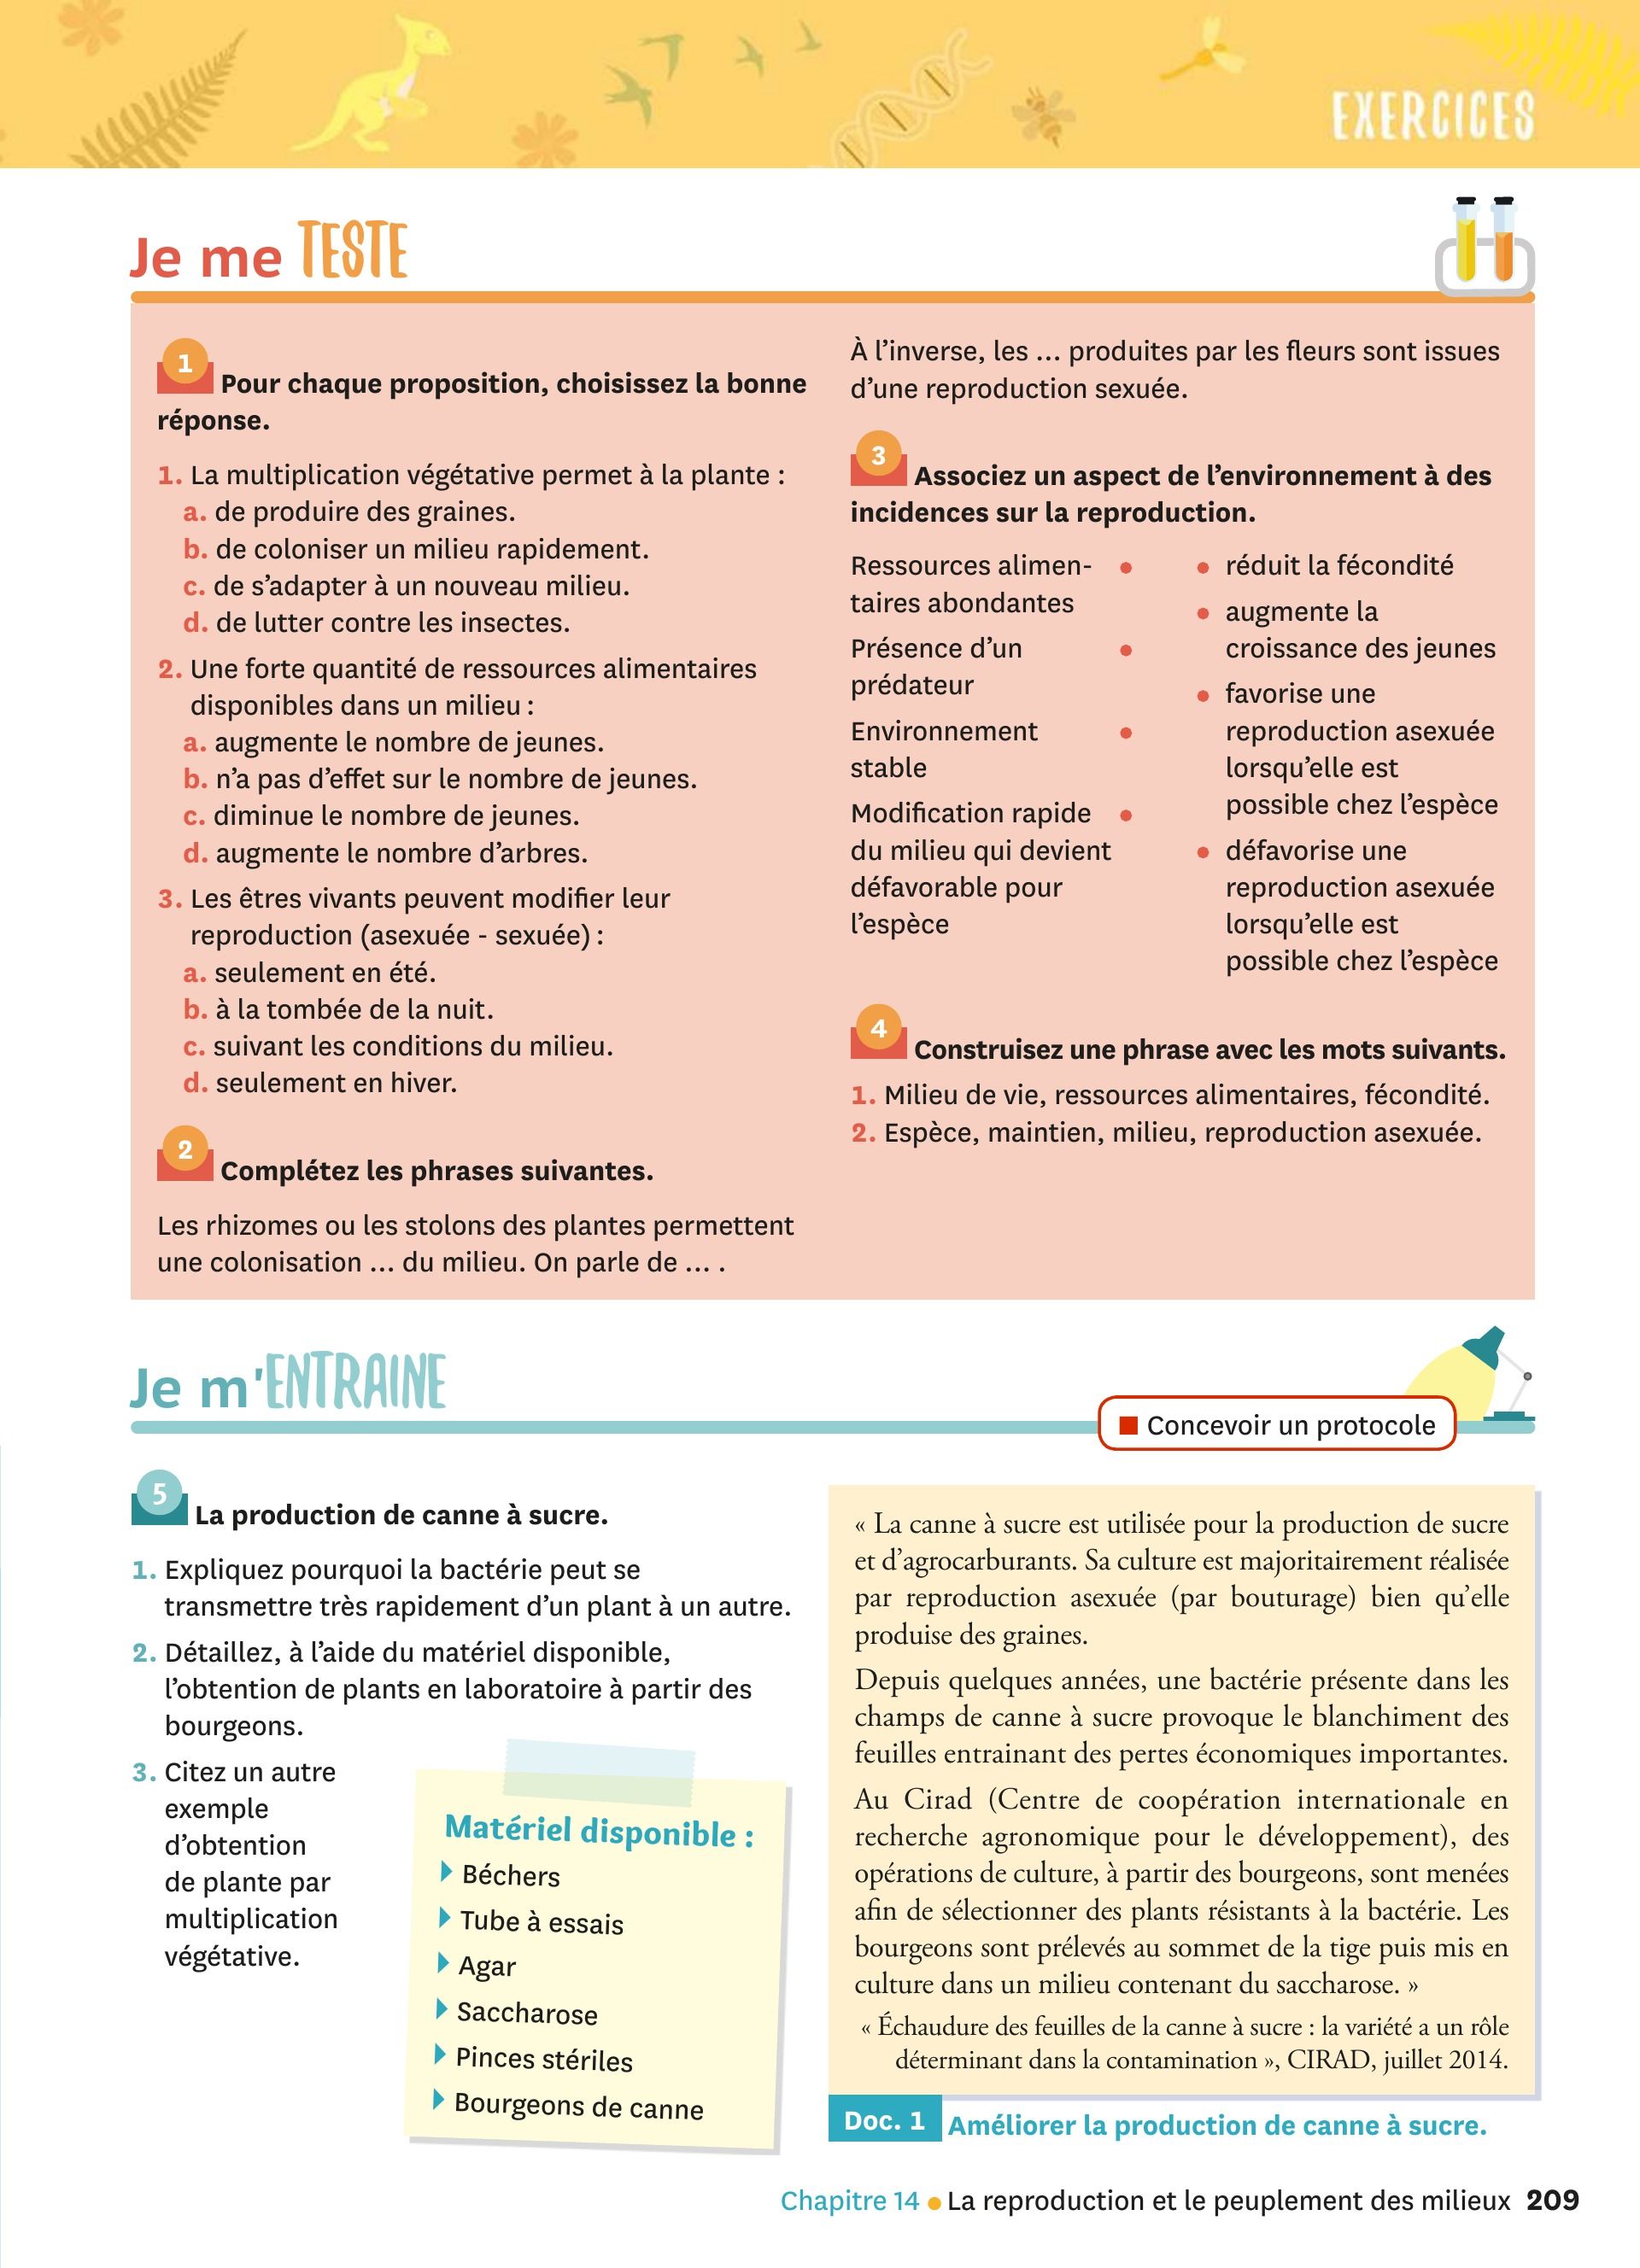 EXERCICES
Je me TESTE
1 Pour chaque proposition, choisissez la bonne
réponse.
1. La multiplication végétative permet à la plante :
a. de produire des graines.
b. de coloniser un milieu rapidement.
c. de s’adapter à un nouveau milieu.
d. de lutter contre les insectes.
2. Une forte quantité de ressources alimentaires
disponibles dans un milieu :
a. augmente le nombre de jeunes.
b. n’a pas d’effet sur le nombre de jeunes.
c. diminue le nombre de jeunes.
d. augmente le nombre d’arbres.
3. Les êtres vivants peuvent modifier leur
reproduction (asexuée - sexuée) :
a. seulement en été.
b. à la tombée de la nuit.
c. suivant les conditions du milieu.
d. seulement en hiver.
2 Complétez les phrases suivantes.
Les rhizomes ou les stolons des plantes permettent
une colonisation ... du milieu. On parle de ... .
À l’inverse, les ... produites par les fleurs sont issues
d’une reproduction sexuée.
3 Associez un aspect de l’environnement à des
incidences sur la reproduction.
Ressources alimen-
taires abondantes
Présence d’un
prédateur
Environnement
stable
Modification rapide
du milieu qui devient
défavorable pour
l’espèce
réduit la fécondité
augmente la
croissance des jeunes
favorise une
reproduction asexuée
lorsqu’elle est
possible chez l’espèce
défavorise une
reproduction asexuée
lorsqu’elle est
possible chez l’espèce
4 Construisez une phrase avec les mots suivants.
1. Milieu de vie, ressources alimentaires, fécondité.
2. Espèce, maintien, milieu, reproduction asexuée.
Je m'ENTRAINE
Concevoir un protocole
5 La production de canne à sucre.
1. Expliquez pourquoi la bactérie peut se
transmettre très rapidement d’un plant à un autre.
2. Détaillez, à l’aide du matériel disponible,
l’obtention de plants en laboratoire à partir des
bourgeons.
3. Citez un autre
exemple
d’obtention
de plante par
multiplication
végétative.
Matériel disponible :
Béchers
Tube à essais
Agar
Saccharose
Pinces stériles
Bourgeons de canne
« La canne à sucre est utilisée pour la production de sucre
et d’agrocarburants. Sa culture est majoritairement réalisée
par reproduction asexuée (par bouturage) bien qu’elle
produise des graines.
Depuis quelques années, une bactérie présente dans les
champs de canne à sucre provoque le blanchiment des
feuilles entrainant des pertes économiques importantes.
Au Cirad (Centre de coopération internationale en
recherche agronomique pour le développement), des
opérations de culture, à partir des bourgeons, sont menées
afin de sélectionner des plants résistants à la bactérie. Les
bourgeons sont prélevés au sommet de la tige puis mis en
culture dans un milieu contenant du saccharose. »
« Échaudure des feuilles de la canne à sucre : la variété a un rôle
déterminant dans la contamination », CIRAD, juillet 2014.
Doc. 1 Améliorer la production de canne à sucre.
Chapitre 14 • La reproduction et le peuplement des milieux 209